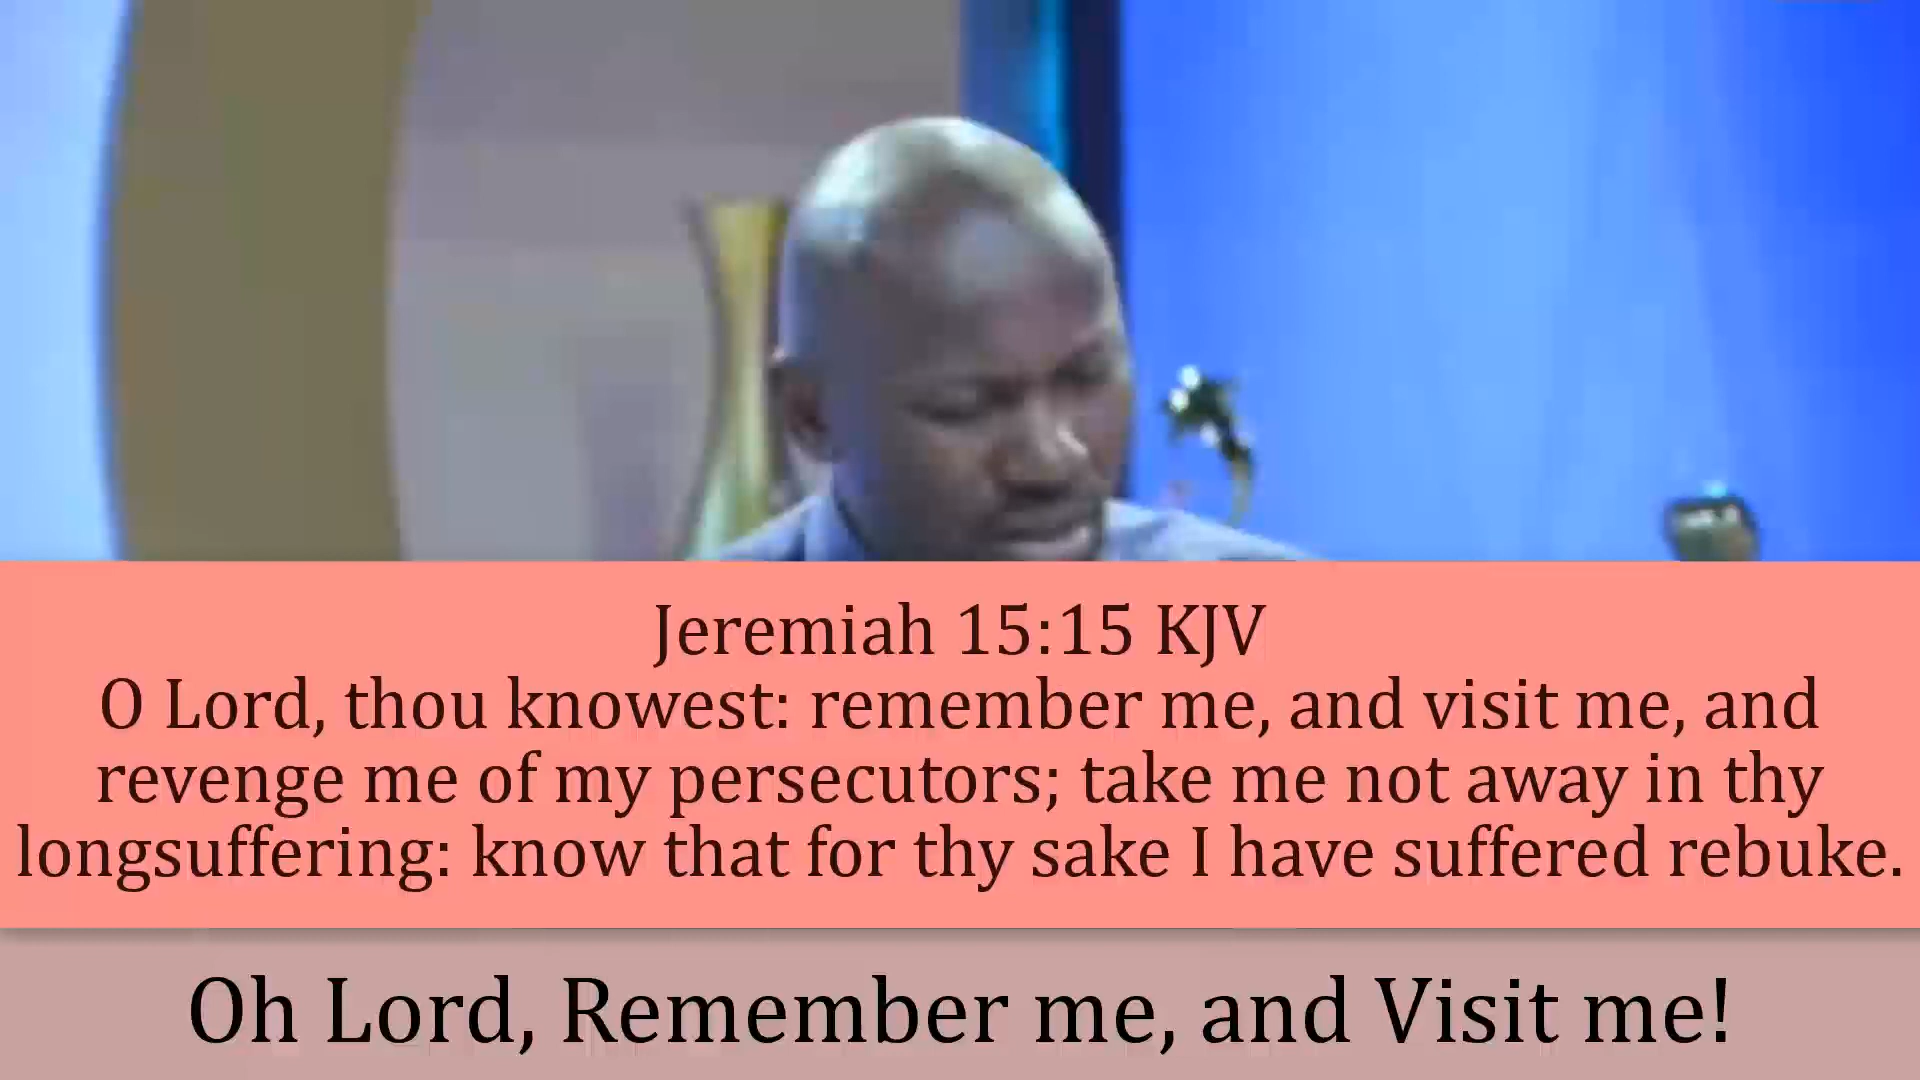 Jeremiah 15:15 KJV
O Lord, thou knowest: remember me, and visit me, and
revenge me of my persecutors; take me not away in thy
longsuffering: know that for thy sake I have suffered rebuke.
Oh Lord, Remember me, and Visit me!